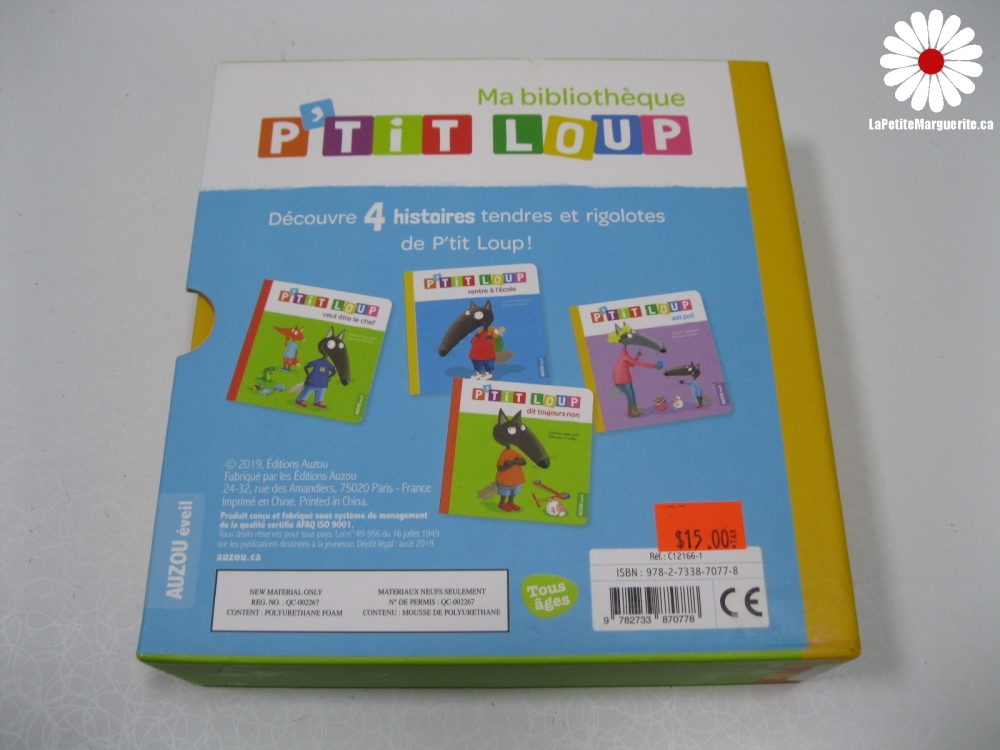 LaPetiteMarguerite.ca
Ma bibliothèque
P'TiT LOUP
Découvre 4 histoires tendres et rigolotes
de P'tit Loup !
P'TiT LOUP
veut être le chef
P'TiT LOUP
rentre à l'école
P'TiT LOUP
est poli
P'TiT LOUP
dit toujours non
© 2019, Éditions Auzou
Fabriqué par les Éditions Auzou
24-32, rue des Amandiers, 75020 Paris - France
Imprimé en Chine. Printed in China.
Produit conçu et fabriqué sous système de management
de la qualité certifié AFAQ ISO 9001.
Tous droits réservés pour tous pays. Loi n° 49-956 du 16 juillet 1949
sur les publications destinées à la jeunesse. Dépôt légal : août 2019.
auzou.ca
AUZOU éveil
NEW MATERIAL ONLY
REG. NO. : QC-002267
CONTENT : POLYURETHANE FOAM
MATERIAUX NEUFS SEULEMENT
N° DE PERMIS : QC-002267
CONTENU : MOUSSE DE POLYURETHANE
Tous
âges
$15.00+TAX
Réf.: C12166-1
ISBN : 978-2-7338-7077-8
9 782733 870778
CE